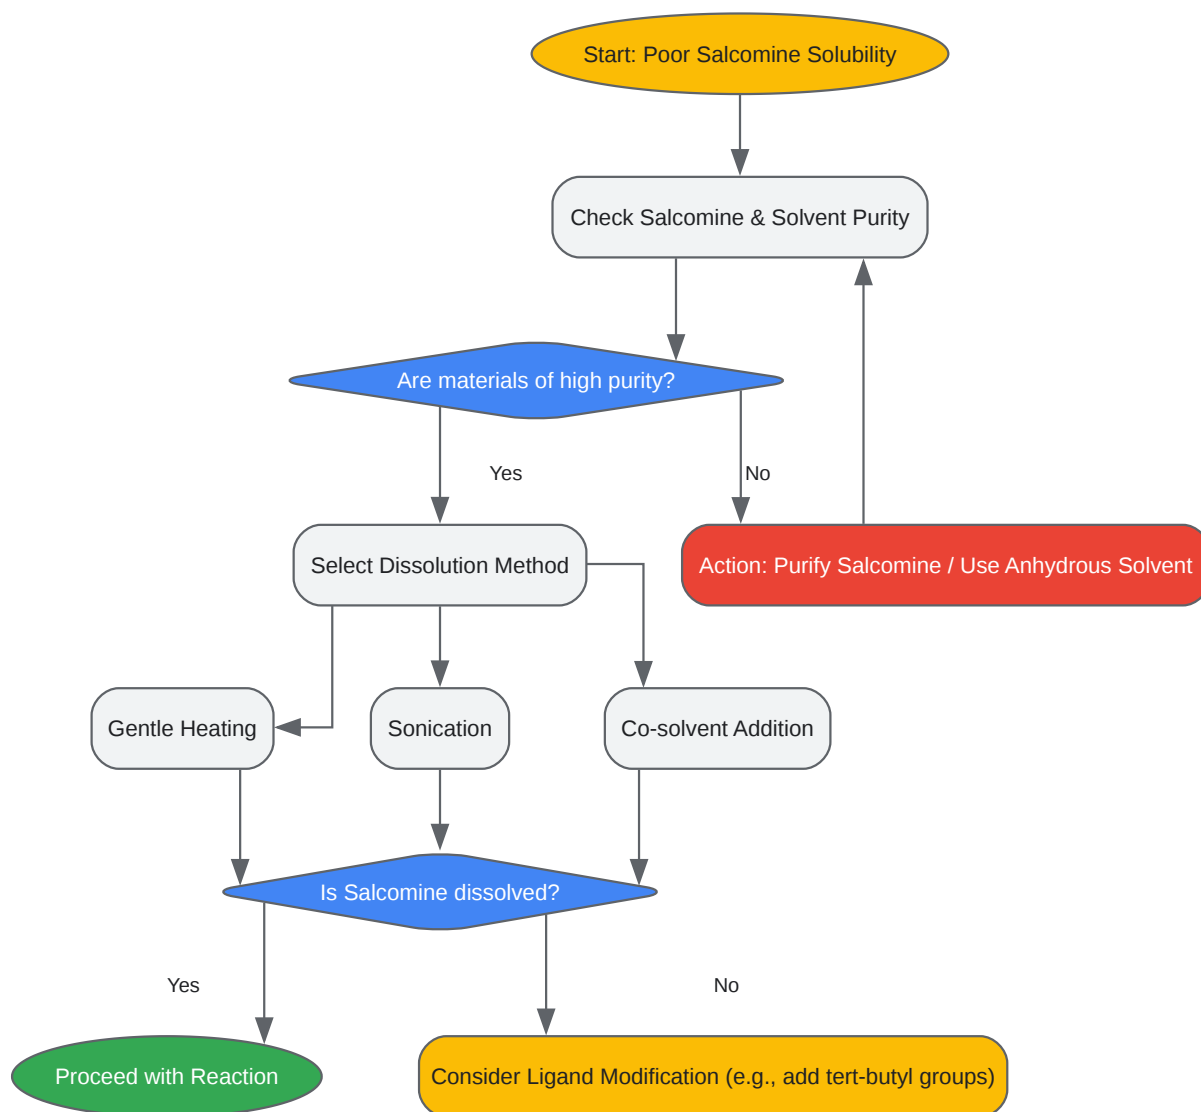 Start: Poor Salcomine Solubility
Check Salcomine & Solvent Purity
Are materials of high purity?
Yes
No
Select Dissolution Method
Action: Purify Salcomine / Use Anhydrous Solvent
Gentle Heating
Sonication
Co-solvent Addition
Is Salcomine dissolved?
Yes
No
Proceed with Reaction
Consider Ligand Modification (e.g., add tert-butyl groups)